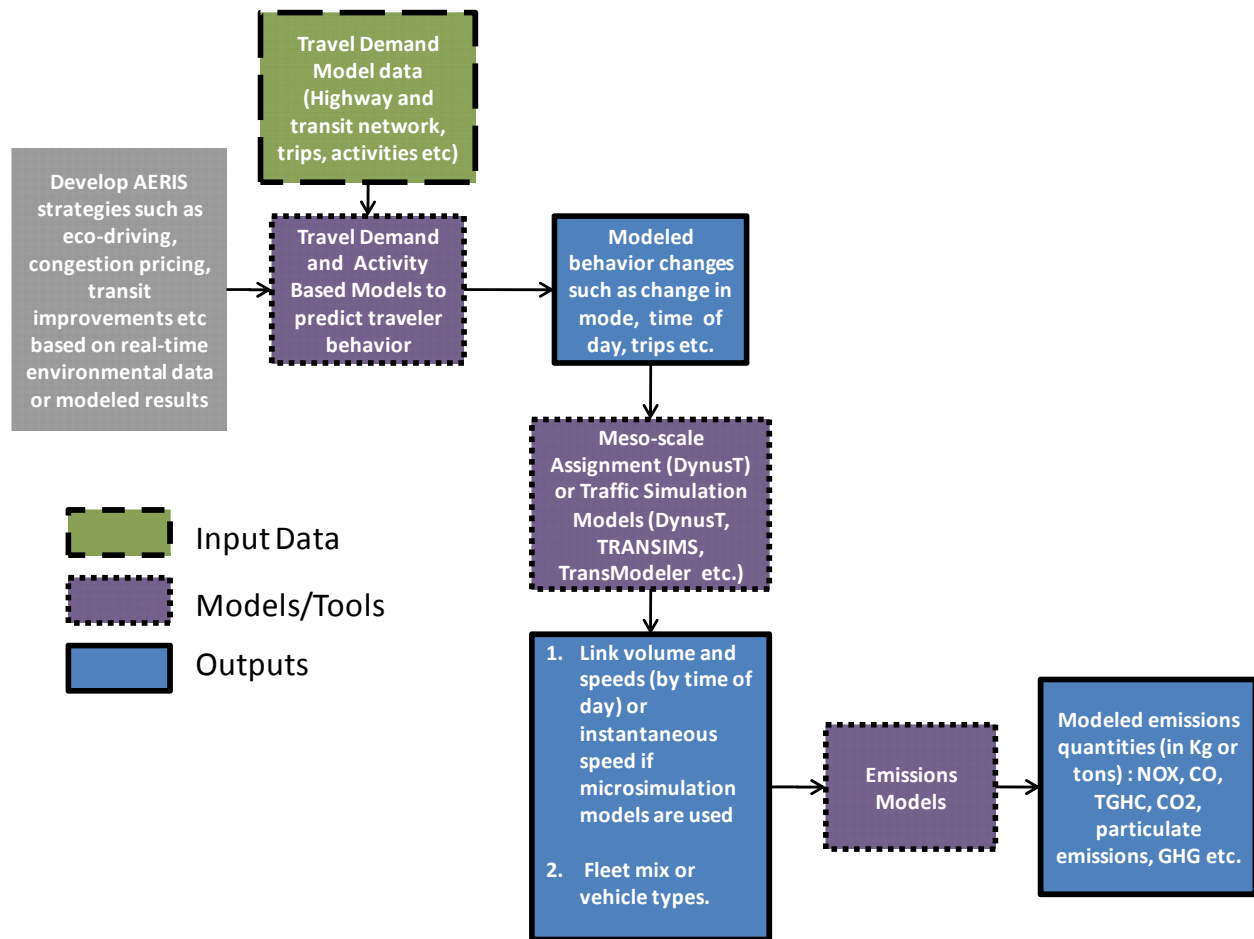 Travel Demand
Model data
(Highway and
transit network,
trips, activities etc)
Develop AERIS
strategies such as
eco-driving,
congestion pricing,
transit
improvements etc
based on real-time
environmental data
or modeled results
Travel Demand
and Activity
Based Models to
predict traveler
behavior
Modeled
behavior changes
such as change in
mode, time of
day, trips etc.
Meso-scale
Assignment (DynusT)
or Traffic Simulation
Models (DynusT,
TRANSIMS,
TransModeler etc.)
Input Data
Models/Tools
Outputs
1. Link volume and
speeds (by time of
day) or
instantaneous
speed if
microsimulation
models are used
2. Fleet mix or
vehicle types.
Emissions
Models
Modeled emissions
quantities (in Kg or
tons) : NOX, CO,
TGHC, CO2,
particulate
emissions, GHG etc.